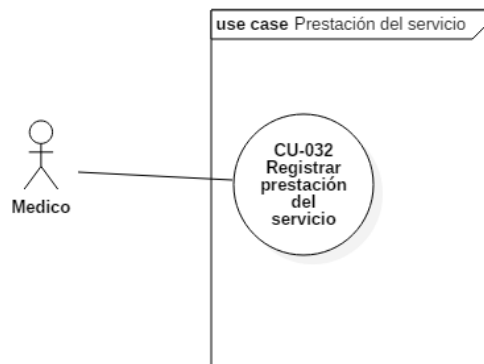 use case Prestación del servicio
CU-032
Registrar
prestación
del
servicio
Medico